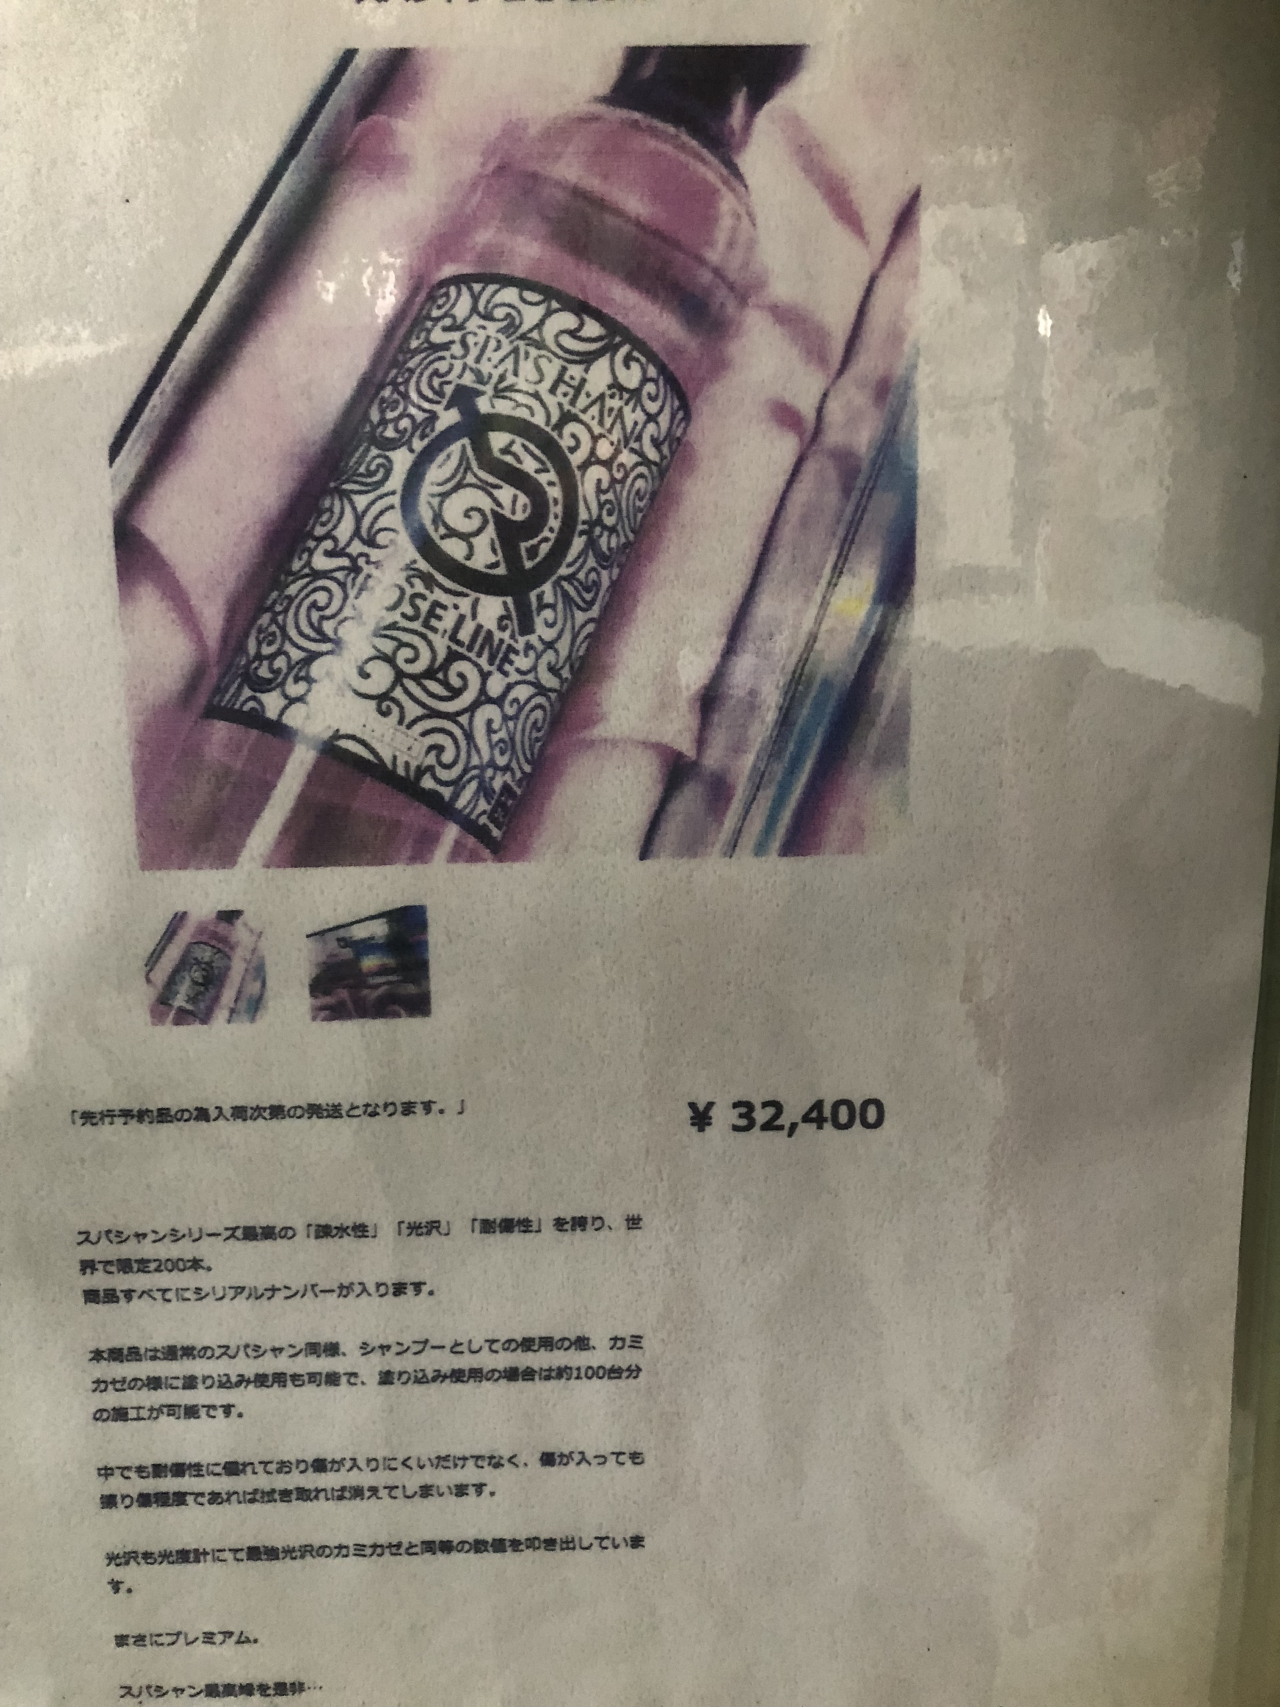 SPASHAN
ROSE LINE
「先行予約品の為入荷次第の発送となります。」
¥ 32,400
スパシャンシリーズ最高の「疎水性」「光沢」「耐傷性」を誇り、世
界で限定200本。
商品すべてにシリアルナンバーが入ります。
本商品は通常のスパシャン同様、シャンプーとしての使用の他、カミ
カゼの様に塗り込み使用も可能で、塗り込み使用の場合は約100台分
の施工が可能です。
中でも耐傷性に優れており傷が入りにくいだけでなく、傷が入っても
擦り傷程度であれば拭き取れば消えてしまいます。
光沢も光度計にて最強光沢のカミカゼと同等の数値を叩き出していま
す。
まさにプレミアム。
スパシャン最高峰を是非…